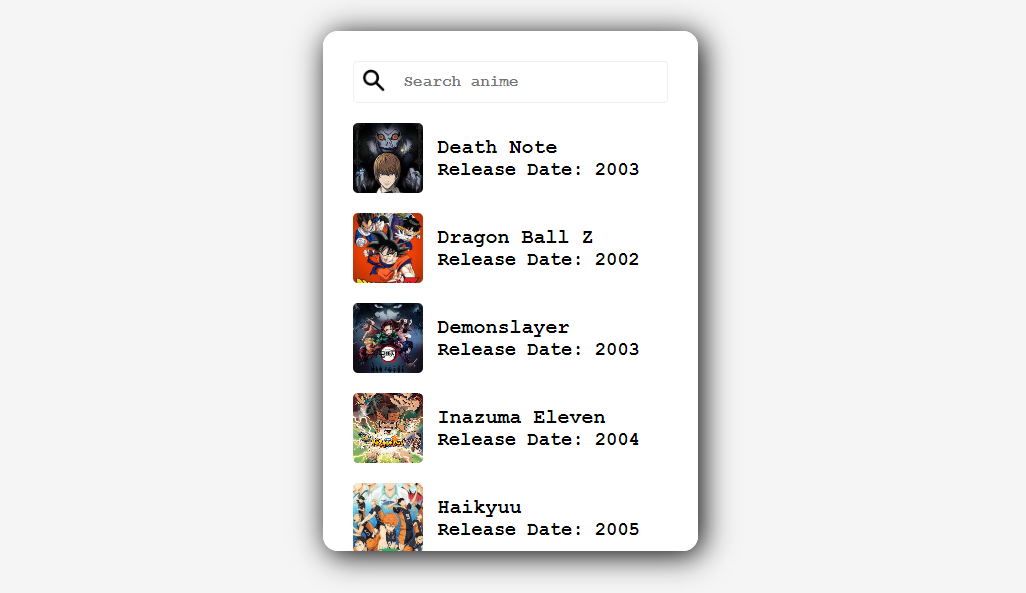 Search anime
Death Note
Release Date: 2003
Dragon Ball Z
Release Date: 2002
Demonslayer
Release Date: 2003
Inazuma Eleven
Release Date: 2004
Haikyuu
Release Date: 2005